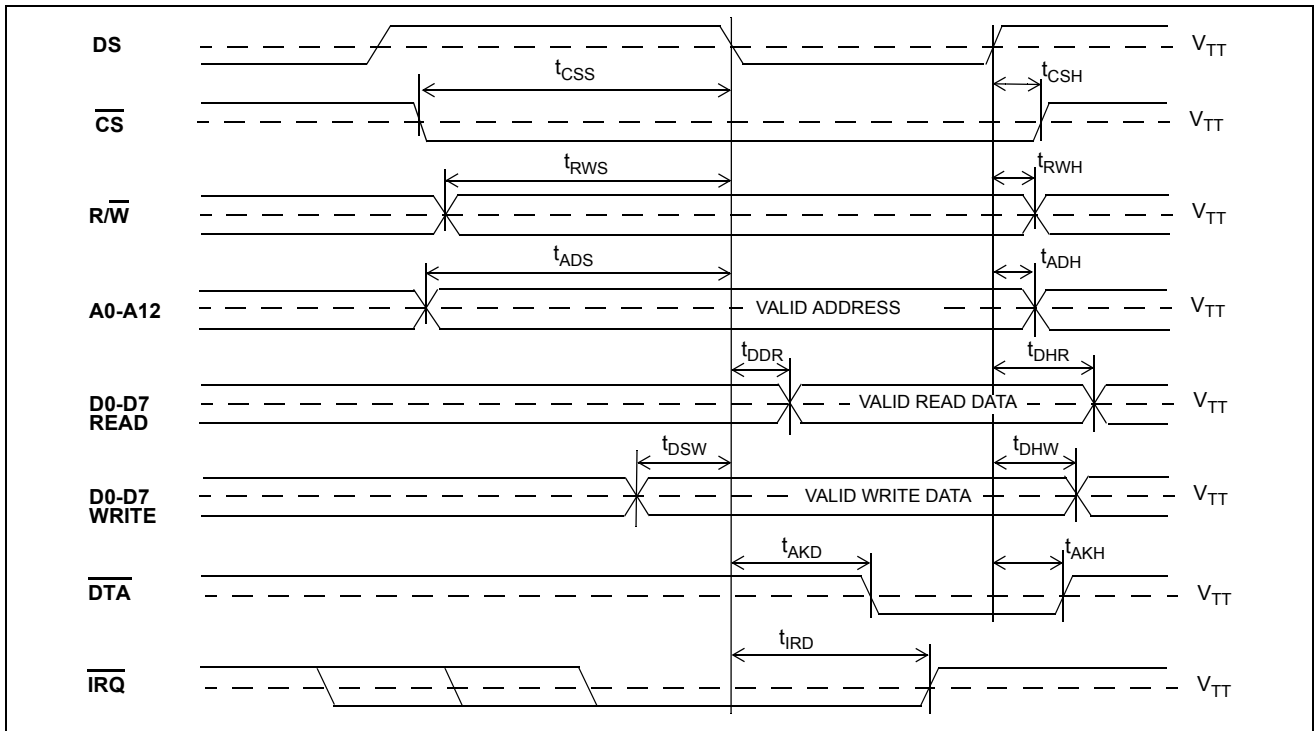 DS
V_TT
t_CSS
t_CSH
CS
V_TT
t_RWS
t_RWH
R/W
V_TT
t_ADS
t_ADH
A0-A12
VALID ADDRESS
V_TT
t_DDR
t_DHR
D0-D7
READ
VALID READ DATA
V_TT
t_DSW
t_DHW
D0-D7
WRITE
VALID WRITE DATA
V_TT
t_AKD
t_AKH
DTA
V_TT
t_IRD
IRQ
V_TT